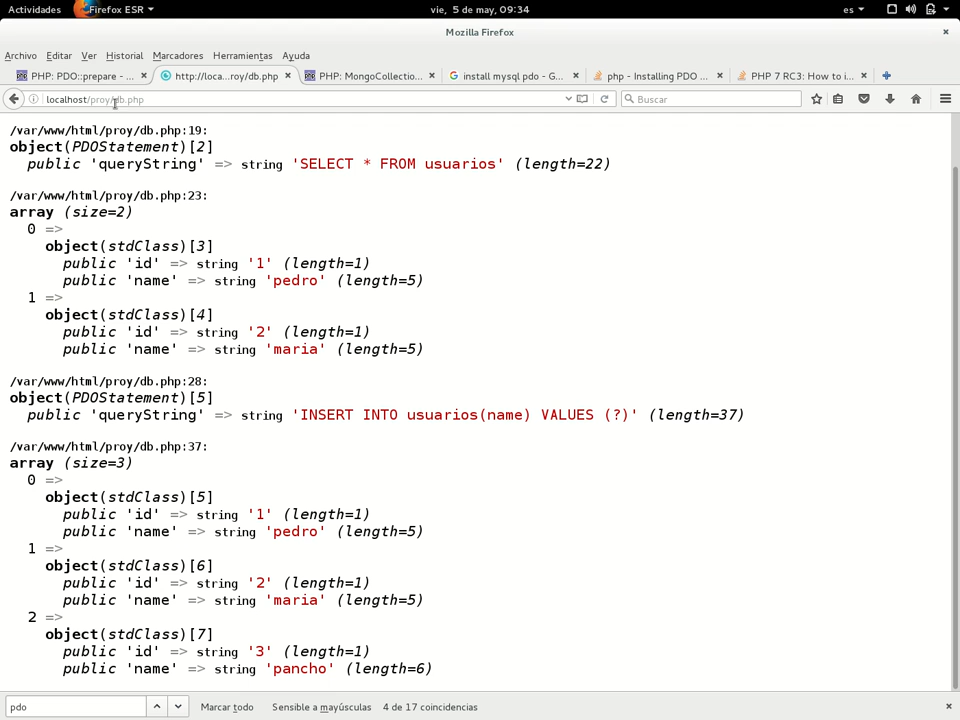 Actividades
Firefox ESR
vie, 5 de may, 09:34
es
Mozilla Firefox
Archivo Editar Ver Historial Marcadores Herramientas Ayuda
PHP: PDO::prepare - ...
http://loca...roy/db.php
PHP: MongoCollectio...
install mysql pdo - G...
php - Installing PDO ...
PHP 7 RC3: How to i...
localhost/proy/db.php
Buscar
/var/www/html/proy/db.php:19:
object(PDOStatement)[2]
public 'queryString' => string 'SELECT * FROM usuarios' (length=22)
/var/www/html/proy/db.php:23:
array (size=2)
0 =>
object(stdClass)[3]
public 'id' => string '1' (length=1)
public 'name' => string 'pedro' (length=5)
1 =>
object(stdClass)[4]
public 'id' => string '2' (length=1)
public 'name' => string 'maria' (length=5)
/var/www/html/proy/db.php:28:
object(PDOStatement)[5]
public 'queryString' => string 'INSERT INTO usuarios(name) VALUES (?)' (length=37)
/var/www/html/proy/db.php:37:
array (size=3)
0 =>
object(stdClass)[5]
public 'id' => string '1' (length=1)
public 'name' => string 'pedro' (length=5)
1 =>
object(stdClass)[6]
public 'id' => string '2' (length=1)
public 'name' => string 'maria' (length=5)
2 =>
object(stdClass)[7]
public 'id' => string '3' (length=1)
public 'name' => string 'pancho' (length=6)
pdo
Marcar todo
Sensible a mayúsculas
4 de 17 coincidencias